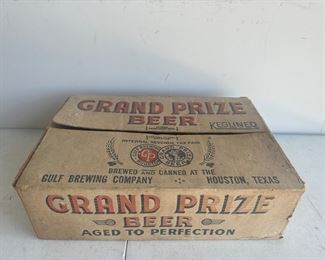 GRAND PRIZE
BEER
KEGLINED
INTERNAL REVENUE TAX PAID
GP
BREWED AND CANNED AT THE
GULF BREWING COMPANY -:- HOUSTON, TEXAS
GRAND PRIZE
BEER
AGED TO PERFECTION